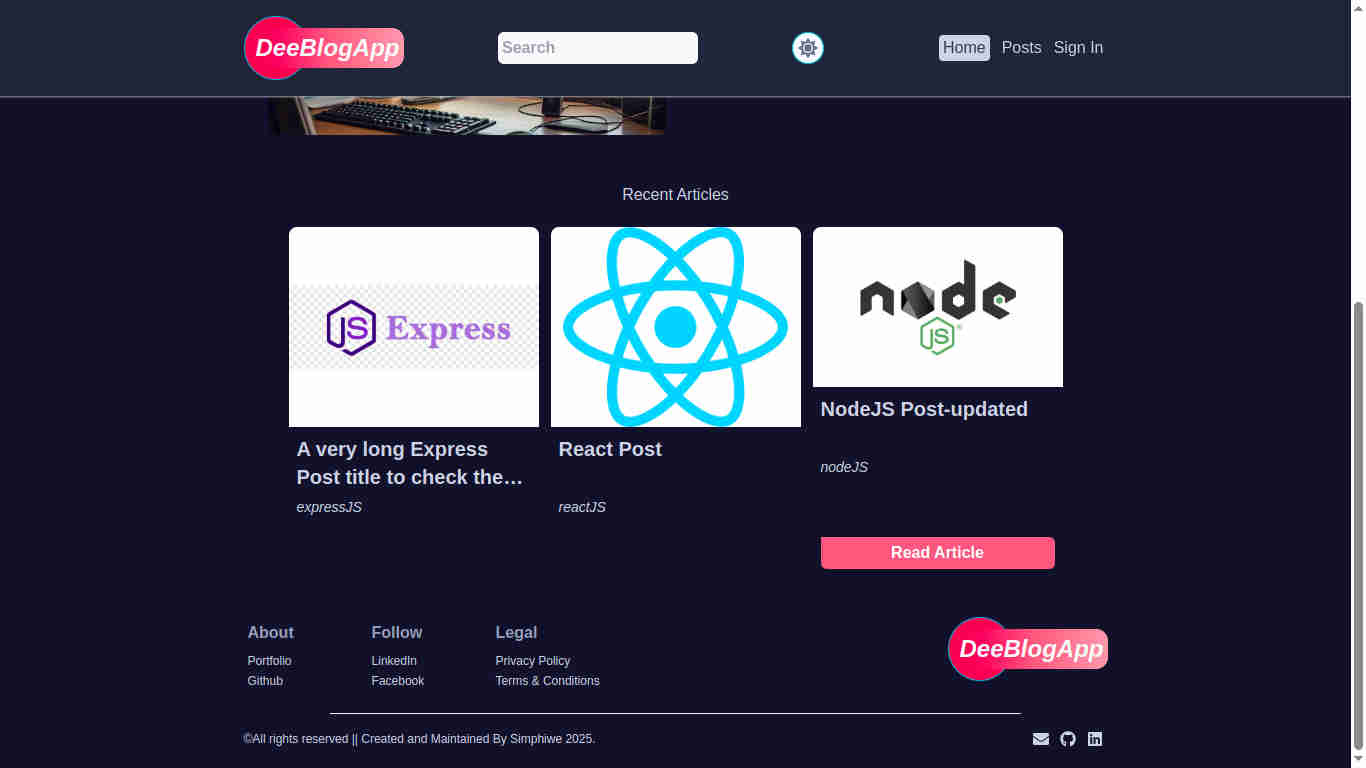 DeeBlogApp
Search
Home Posts Sign In
Recent Articles
JS Express
node
JS ®
A very long Express
Post title to check the…
expressJS
React Post
reactJS
NodeJS Post-updated
nodeJS
Read Article
About
Portfolio
Github
Follow
LinkedIn
Facebook
Legal
Privacy Policy
Terms & Conditions
DeeBlogApp
©All rights reserved || Created and Maintained By Simphiwe 2025.
in